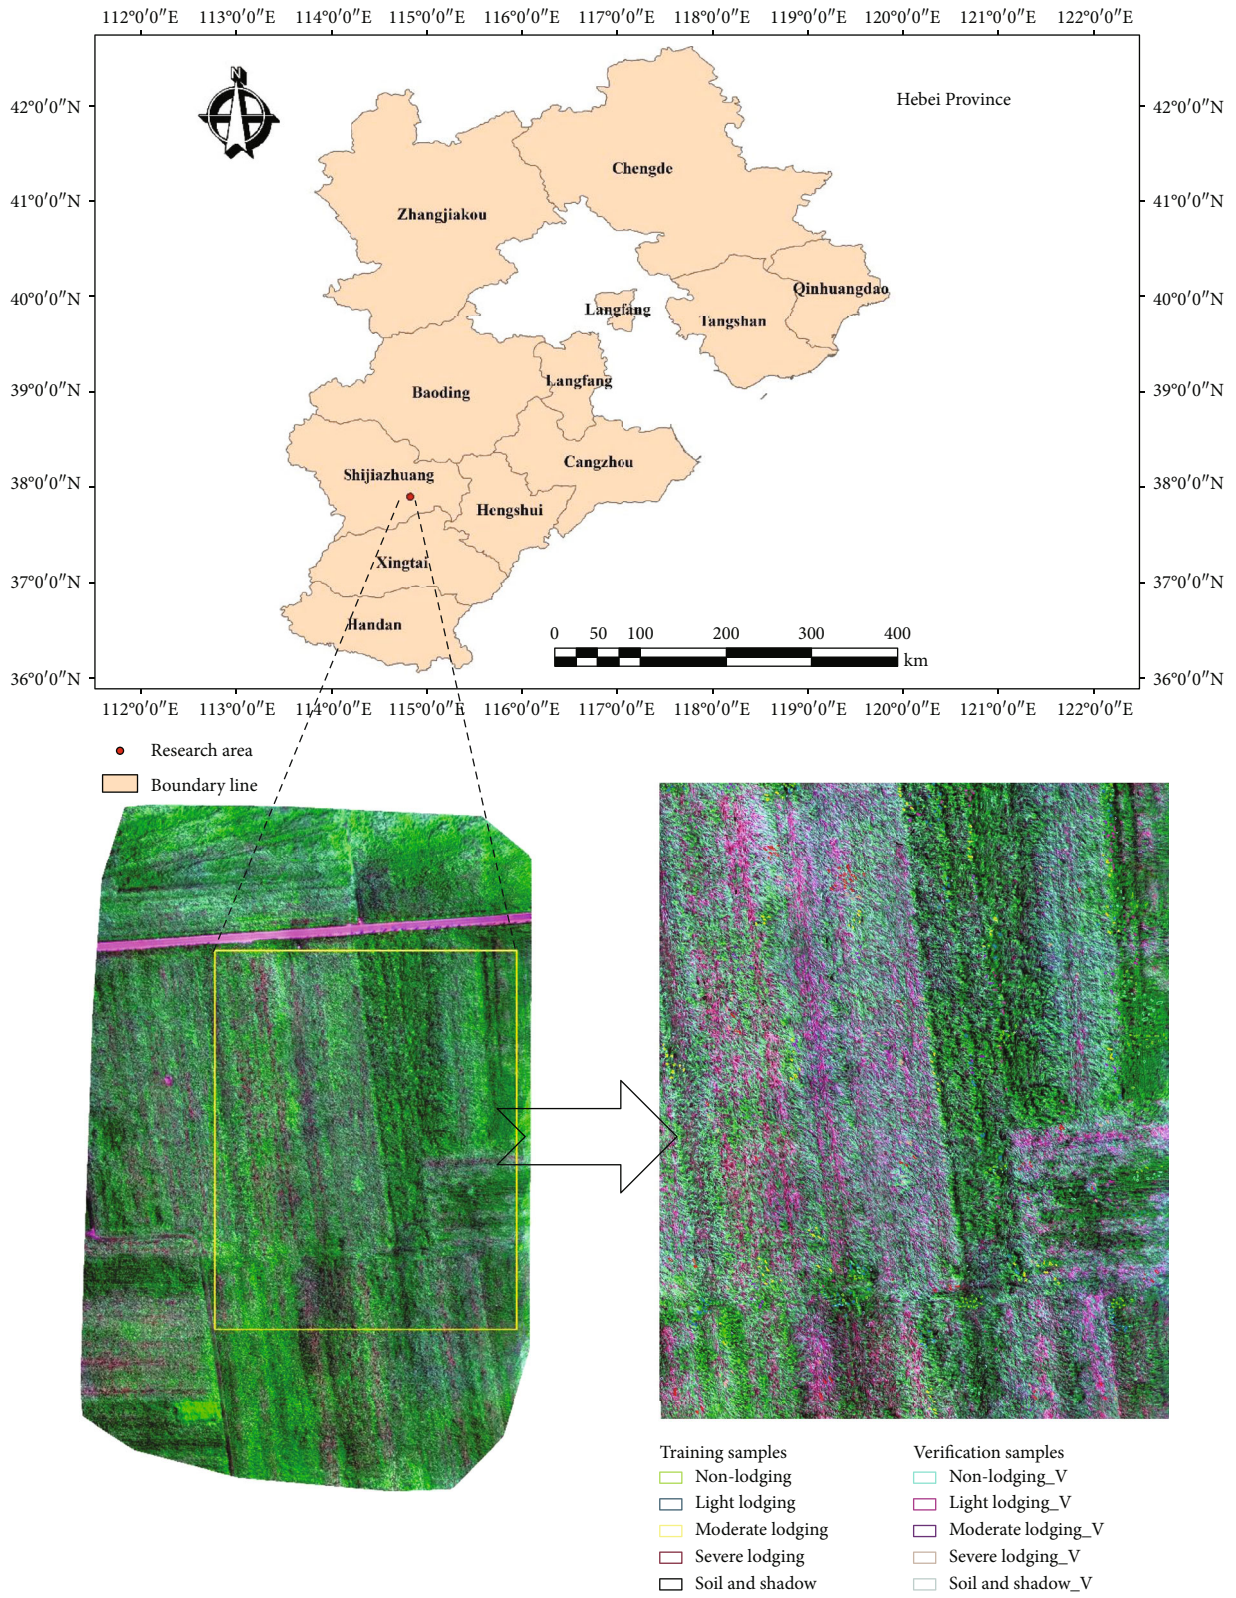 112°0′0″E 113°0′0″E 114°0′0″E 115°0′0″E 116°0′0″E 117°0′0″E 118°0′0″E 119°0′0″E 120°0′0″E 121°0′0″E 122°0′0″E
N
Hebei Province
42°0′0″N 42°0′0″N
Chengde
41°0′0″N 41°0′0″N
Zhangjiakou
Qinhuangdao
40°0′0″N 40°0′0″N
Langfang
Tangshan
Langfang
39°0′0″N 39°0′0″N
Baoding
Cangzhou
Shijiazhuang
38°0′0″N 38°0′0″N
Hengshui
Xingtai
37°0′0″N 37°0′0″N
Handan
0 50 100 200 300 400
km
36°0′0″N 36°0′0″N
112°0′0″E 113°0′0″E 114°0′0″E 115°0′0″E 116°0′0″E 117°0′0″E 118°0′0″E 119°0′0″E 120°0′0″E 121°0′0″E 122°0′0″E
Research area
Boundary line
Training samples
Non-lodging
Light lodging
Moderate lodging
Severe lodging
Soil and shadow
Verification samples
Non-lodging_V
Light lodging_V
Moderate lodging_V
Severe lodging_V
Soil and shadow_V